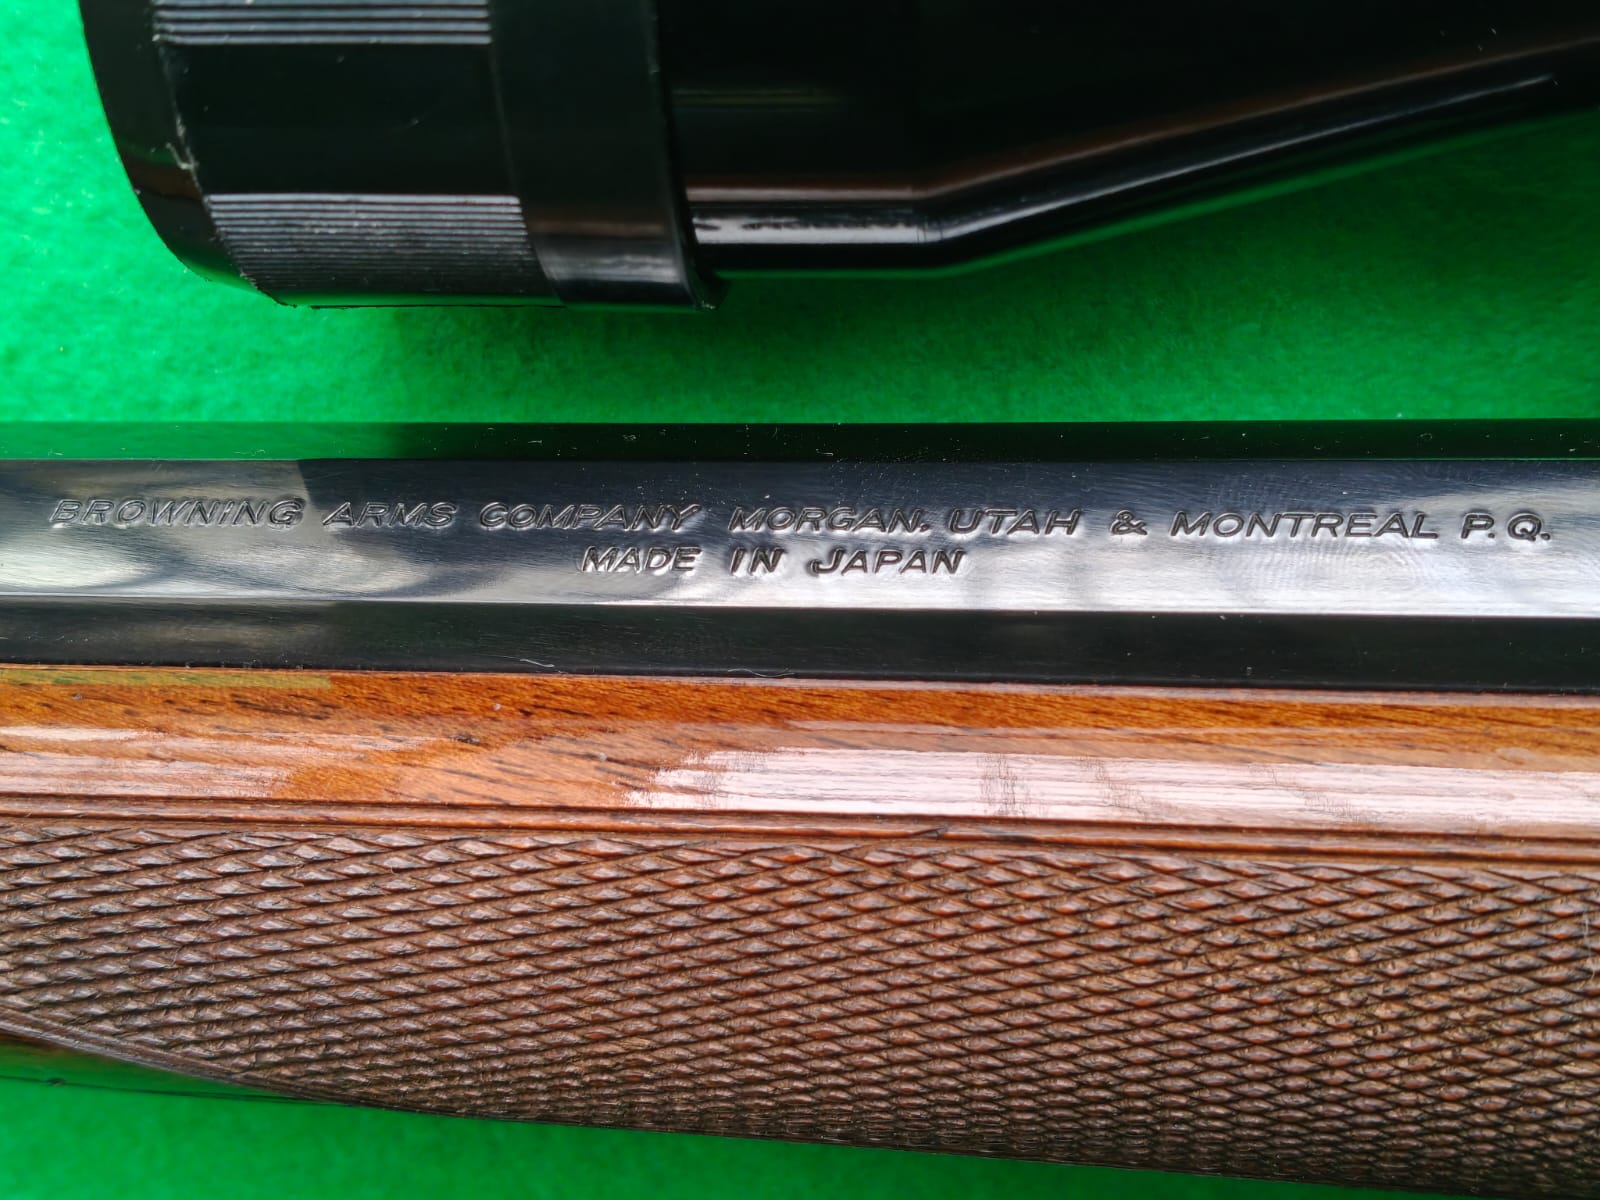 BROWNING ARMS COMPANY MORGAN, UTAH & MONTREAL P.Q.
MADE IN JAPAN